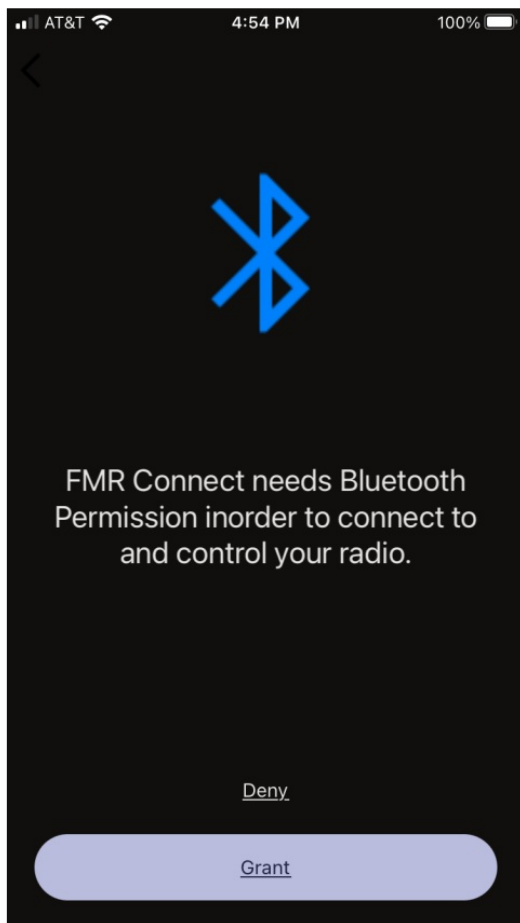 AT&T 4:54 PM 100%
FMR Connect needs Bluetooth
Permission inorder to connect to
and control your radio.
Deny
Grant